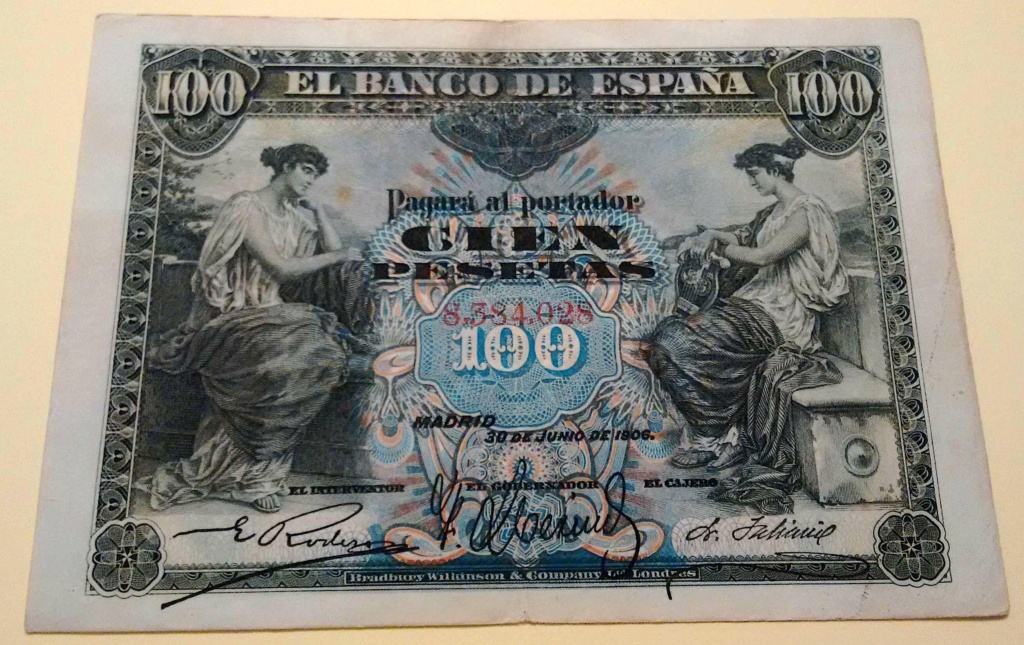 100 EL BANCO DE ESPAÑA 100
Pagará al portador
CIEN
PESETAS
8,384,028
100
MADRID
30 DE JUNIO DE 1906.
EL INTERVENTOR EL GOBERNADOR EL CAJERO
Bradbury Wilkinson & Company Ld Londres